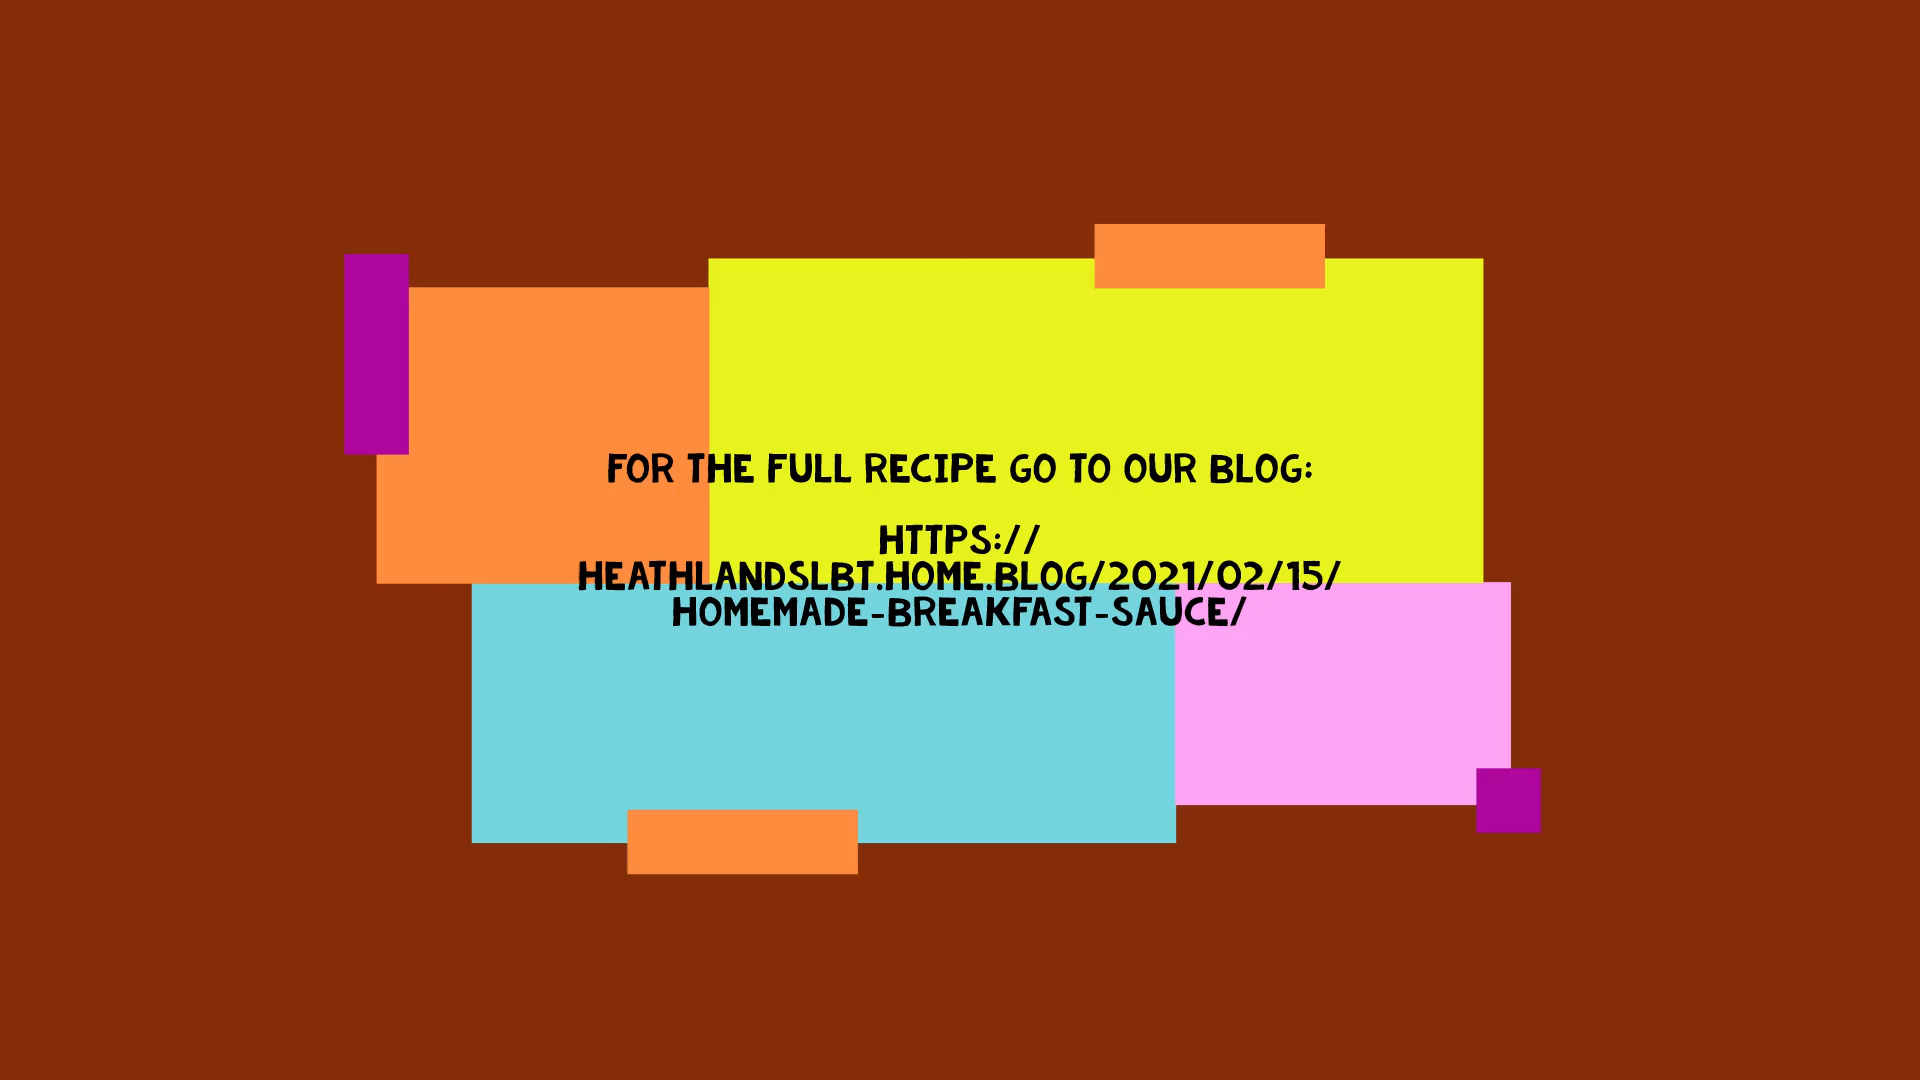 FOR THE FULL RECIPE GO TO OUR BLOG:
HTTPS://
HEATHLANDSLBT.HOME.BLOG/2021/02/15/
HOMEMADE-BREAKFAST-SAUCE/